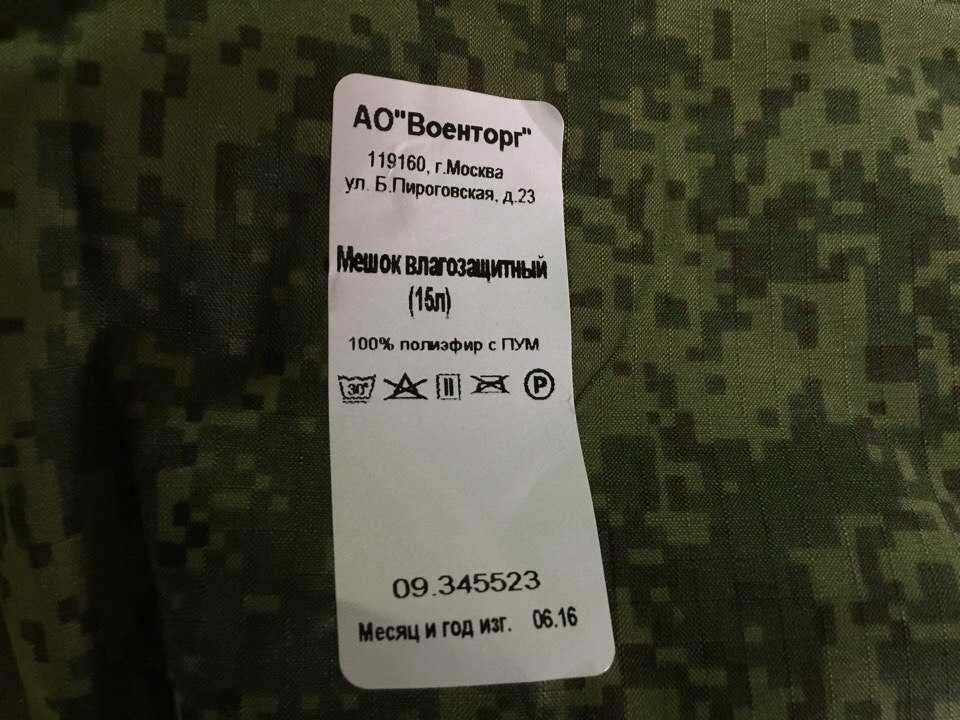 АО"Военторг"
119160, г.Москва
ул. Б.Пироговская, д.23
Мешок влагозащитный
(15л)
100% полиэфир с ПУМ
30° P
09.345523
Месяц и год изг. 06.16